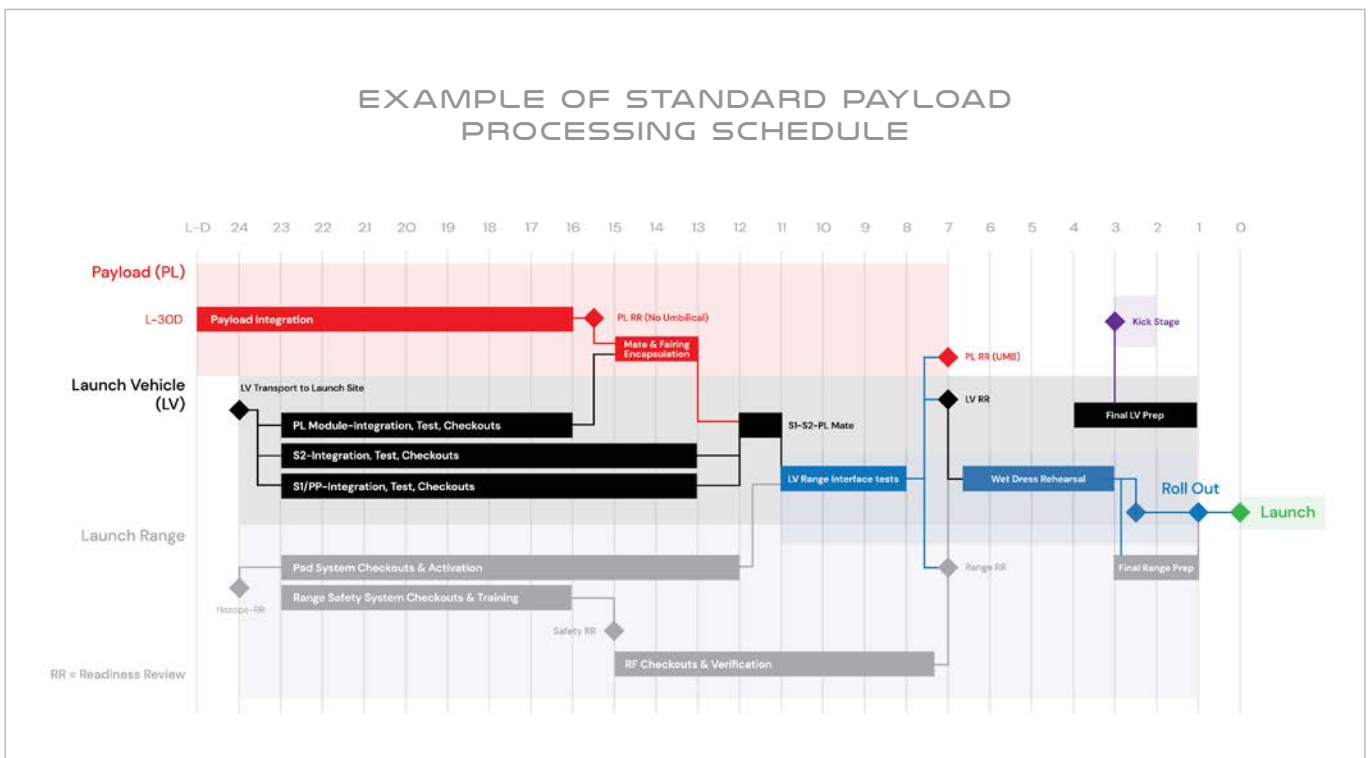 EXAMPLE OF STANDARD PAYLOAD
PROCESSING SCHEDULE
L-D 24 23 22 21 20 19 18 17 16 15 14 13 12 11 10 9 8 7 6 5 4 3 2 1 0
Payload (PL)
L-30D
Payload Integration
PL RR (No Umbilical)
Kick Stage
Mate & Fairing
Encapsulation
PL RR (UMB)
Launch Vehicle
(LV)
LV Transport to Launch Site
LV RR
Final LV Prep
PL Module-Integration, Test, Checkouts
S1-S2-PL Mate
S2-Integration, Test, Checkouts
S1/PP-Integration, Test, Checkouts
LV Range Interface tests
Wet Dress Rehearsal
Roll Out
Launch
Launch Range
Pad System Checkouts & Activation
Range RR
Final Range Prep
Hazops-RR
Range Safety System Checkouts & Training
Safety RR
RF Checkouts & Verification
RR = Readiness Review